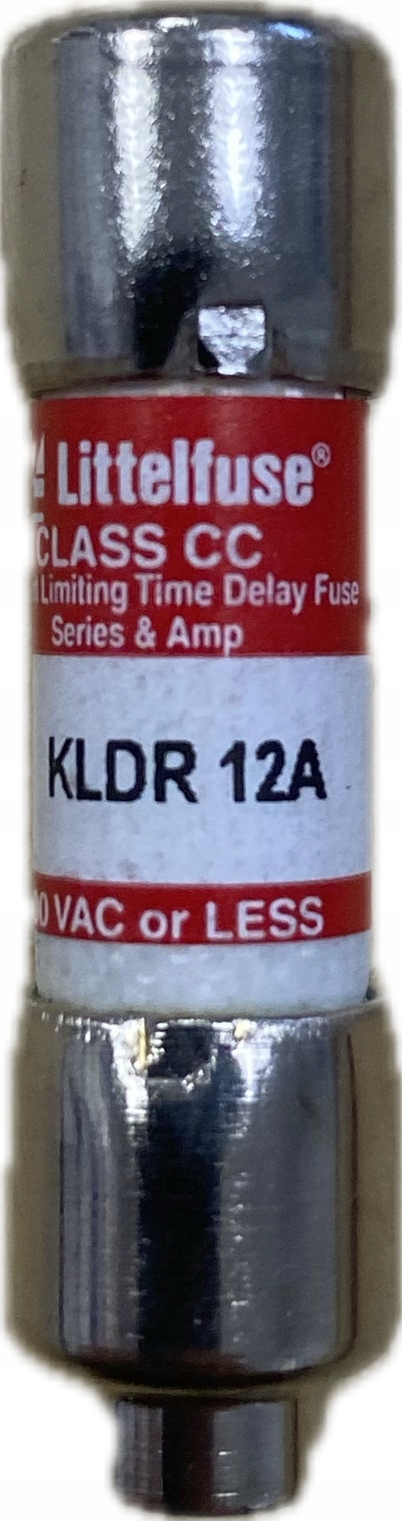 Littelfuse®
CLASS CC
Limiting Time Delay Fuse
Series & Amp
KLDR 12A
VAC or LESS